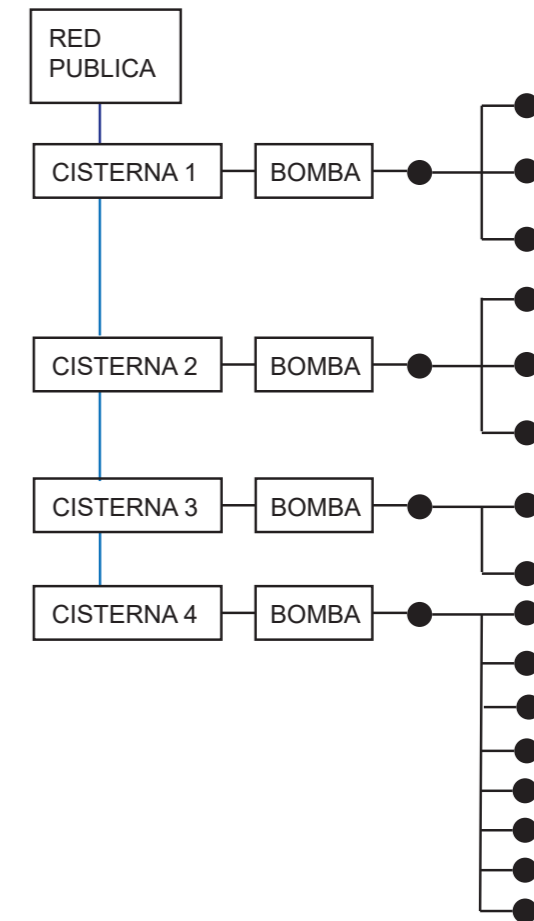 RED
PUBLICA
CISTERNA 1
BOMBA
CISTERNA 2
BOMBA
CISTERNA 3
BOMBA
CISTERNA 4
BOMBA